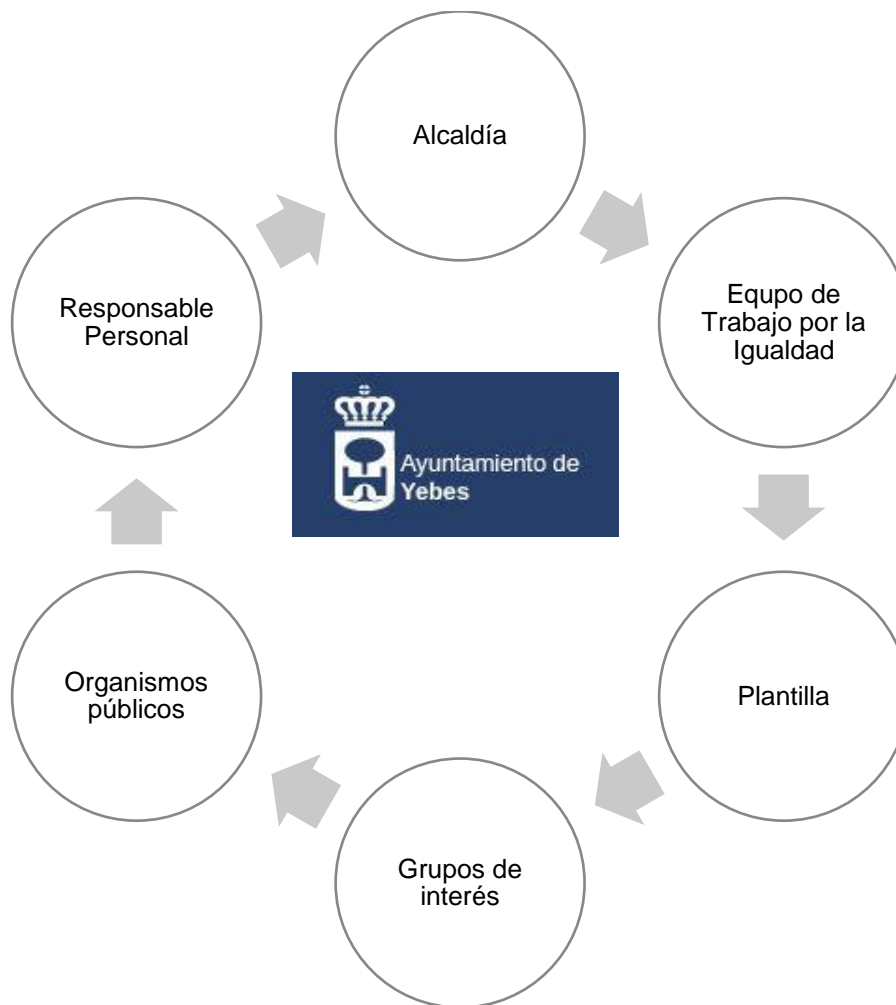 Alcaldía
Equpo de
Trabajo por la
Igualdad
Plantilla
Grupos de
interés
Organismos
públicos
Responsable
Personal
Ayuntamiento de
Yebes